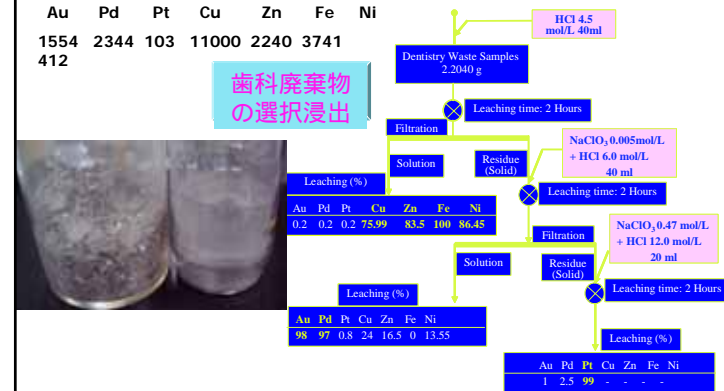 Au Pd Pt Cu Zn Fe Ni
1554 2344 103 11000 2240 3741
412
歯科廃棄物
の選択浸出
HCl 4.5
mol/L 40ml
Dentistry Waste Samples
2.2040 g
Leaching time: 2 Hours
Filtration
Solution
Residue
(Solid)
NaClO3 0.005mol/L
+ HCl 6.0 mol/L
40 ml
Leaching time: 2 Hours
Leaching (%)
Au Pd Pt Cu Zn Fe Ni
0.2 0.2 0.2 75.99 83.5 100 86.45
Filtration
Solution
Residue
(Solid)
NaClO3 0.47 mol/L
+ HCl 12.0 mol/L
20 ml
Leaching time: 2 Hours
Leaching (%)
Au Pd Pt Cu Zn Fe Ni
98 97 0.8 24 16.5 0 13.55
Leaching (%)
Au Pd Pt Cu Zn Fe Ni
1 2.5 99 - - - -